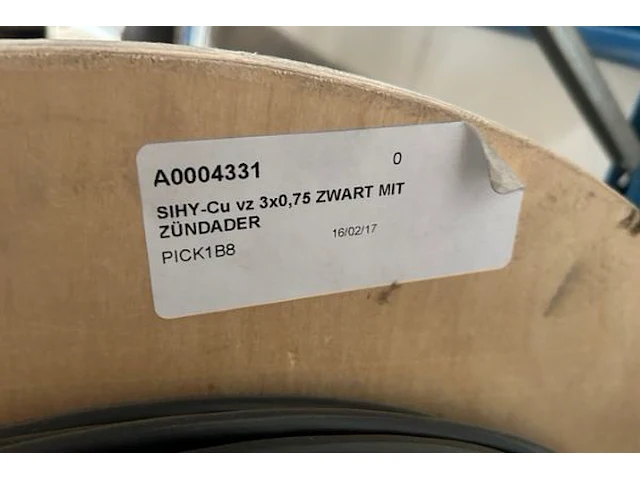 A0004331 0
SIHY-Cu vz 3x0,75 ZWART MIT
ZÜNDADER
16/02/17
PICK1B8